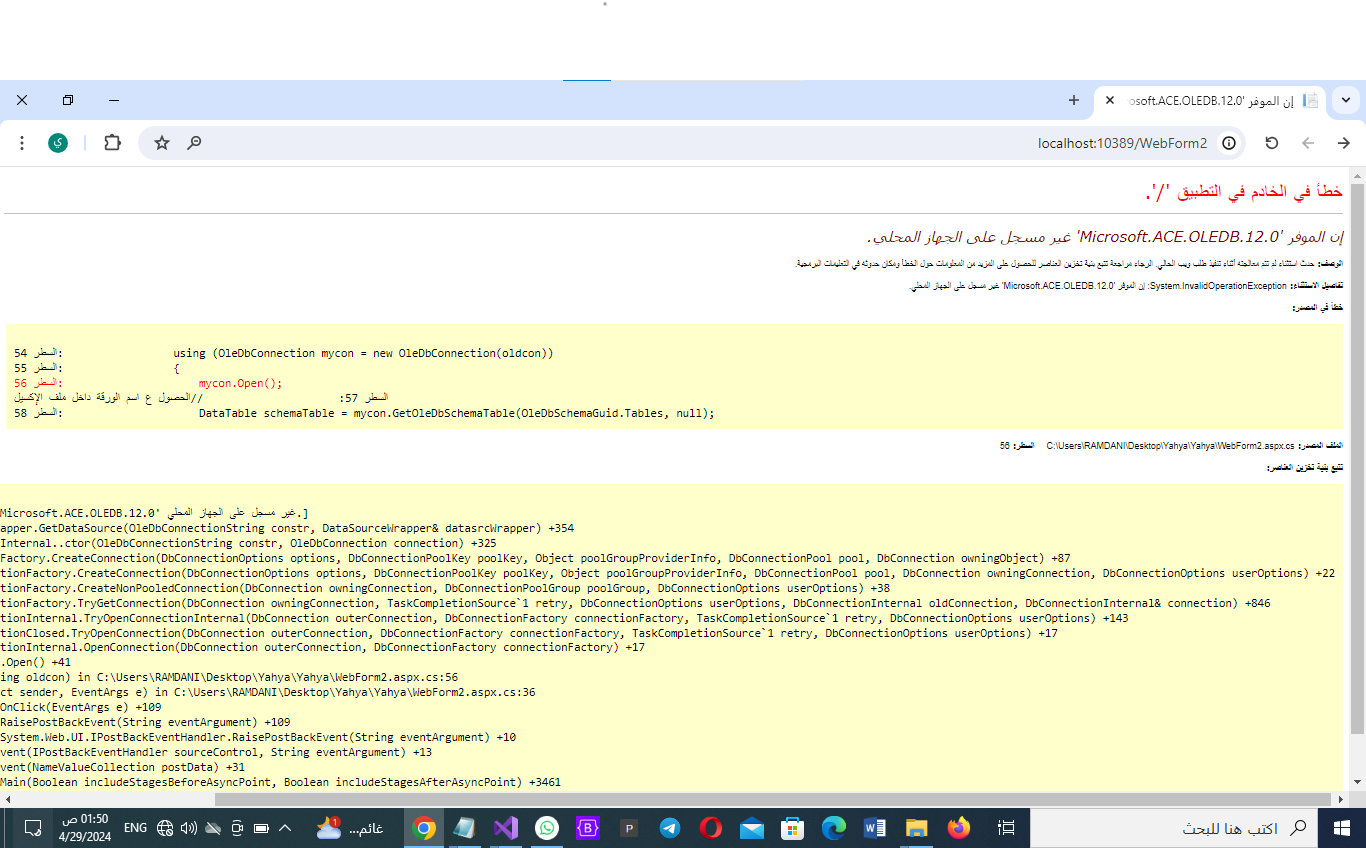 إن الموفر 'osoft.ACE.OLEDB.12.0
localhost:10389/WebForm2
ي
خطأ في الخادم في التطبيق '/'.
إن الموفر 'Microsoft.ACE.OLEDB.12.0' غير مسجل على الجهاز المحلي.
الوصف: حدث استثناء لم تتم معالجته أثناء تنفيذ طلب ويب الحالي. الرجاء مراجعة تتبع بنية تخزين العناصر للحصول على المزيد من المعلومات حول الخطأ ومكان حدوثه في التعليمات البرمجية.
تفاصيل الاستثناء: System.InvalidOperationException: إن الموفر 'Microsoft.ACE.OLEDB.12.0' غير مسجل على الجهاز المحلي.
خطأ في المصدر:
السطر 54: using (OleDbConnection mycon = new OleDbConnection(oldcon))
السطر 55: {
السطر 56: mycon.Open();
السطر 57: //الحصول ع اسم الورقة داخل ملف الإكسيل
السطر 58: DataTable schemaTable = mycon.GetOleDbSchemaTable(OleDbSchemaGuid.Tables, null);
الملف المصدر: C:\Users\RAMDANI\Desktop\Yahya\Yahya\WebForm2.aspx.cs السطر: 56
تتبع بنية تخزين العناصر:
Microsoft.ACE.OLEDB.12.0' غير مسجل على الجهاز المحلي.]
apper.GetDataSource(OleDbConnectionString constr, DataSourceWrapper& datasrcWrapper) +354
Internal..ctor(OleDbConnectionString constr, OleDbConnection connection) +325
Factory.CreateConnection(DbConnectionOptions options, DbConnectionPoolKey poolKey, Object poolGroupProviderInfo, DbConnectionPool pool, DbConnection owningObject) +87
tionFactory.CreateConnection(DbConnectionOptions options, DbConnectionPoolKey poolKey, Object poolGroupProviderInfo, DbConnectionPool pool, DbConnection owningConnection, DbConnectionOptions userOptions) +22
tionFactory.CreateNonPooledConnection(DbConnection owningConnection, DbConnectionPoolGroup poolGroup, DbConnectionOptions userOptions) +38
tionFactory.TryGetConnection(DbConnection owningConnection, TaskCompletionSource`1 retry, DbConnectionOptions userOptions, DbConnectionInternal oldConnection, DbConnectionInternal& connection) +846
tionInternal.TryOpenConnectionInternal(DbConnection outerConnection, DbConnectionFactory connectionFactory, TaskCompletionSource`1 retry, DbConnectionOptions userOptions) +143
tionClosed.TryOpenConnection(DbConnection outerConnection, DbConnectionFactory connectionFactory, TaskCompletionSource`1 retry, DbConnectionOptions userOptions) +17
tionInternal.OpenConnection(DbConnection outerConnection, DbConnectionFactory connectionFactory) +17
.Open() +41
ing oldcon) in C:\Users\RAMDANI\Desktop\Yahya\Yahya\WebForm2.aspx.cs:56
ct sender, EventArgs e) in C:\Users\RAMDANI\Desktop\Yahya\Yahya\WebForm2.aspx.cs:36
OnClick(EventArgs e) +109
RaisePostBackEvent(String eventArgument) +109
System.Web.UI.IPostBackEventHandler.RaisePostBackEvent(String eventArgument) +10
vent(IPostBackEventHandler sourceControl, String eventArgument) +13
vent(NameValueCollection postData) +31
Main(Boolean includeStagesBeforeAsyncPoint, Boolean includeStagesAfterAsyncPoint) +3461
اكتب هنا للبحث
غائم...
1
ENG
01:50 ص
4/29/2024